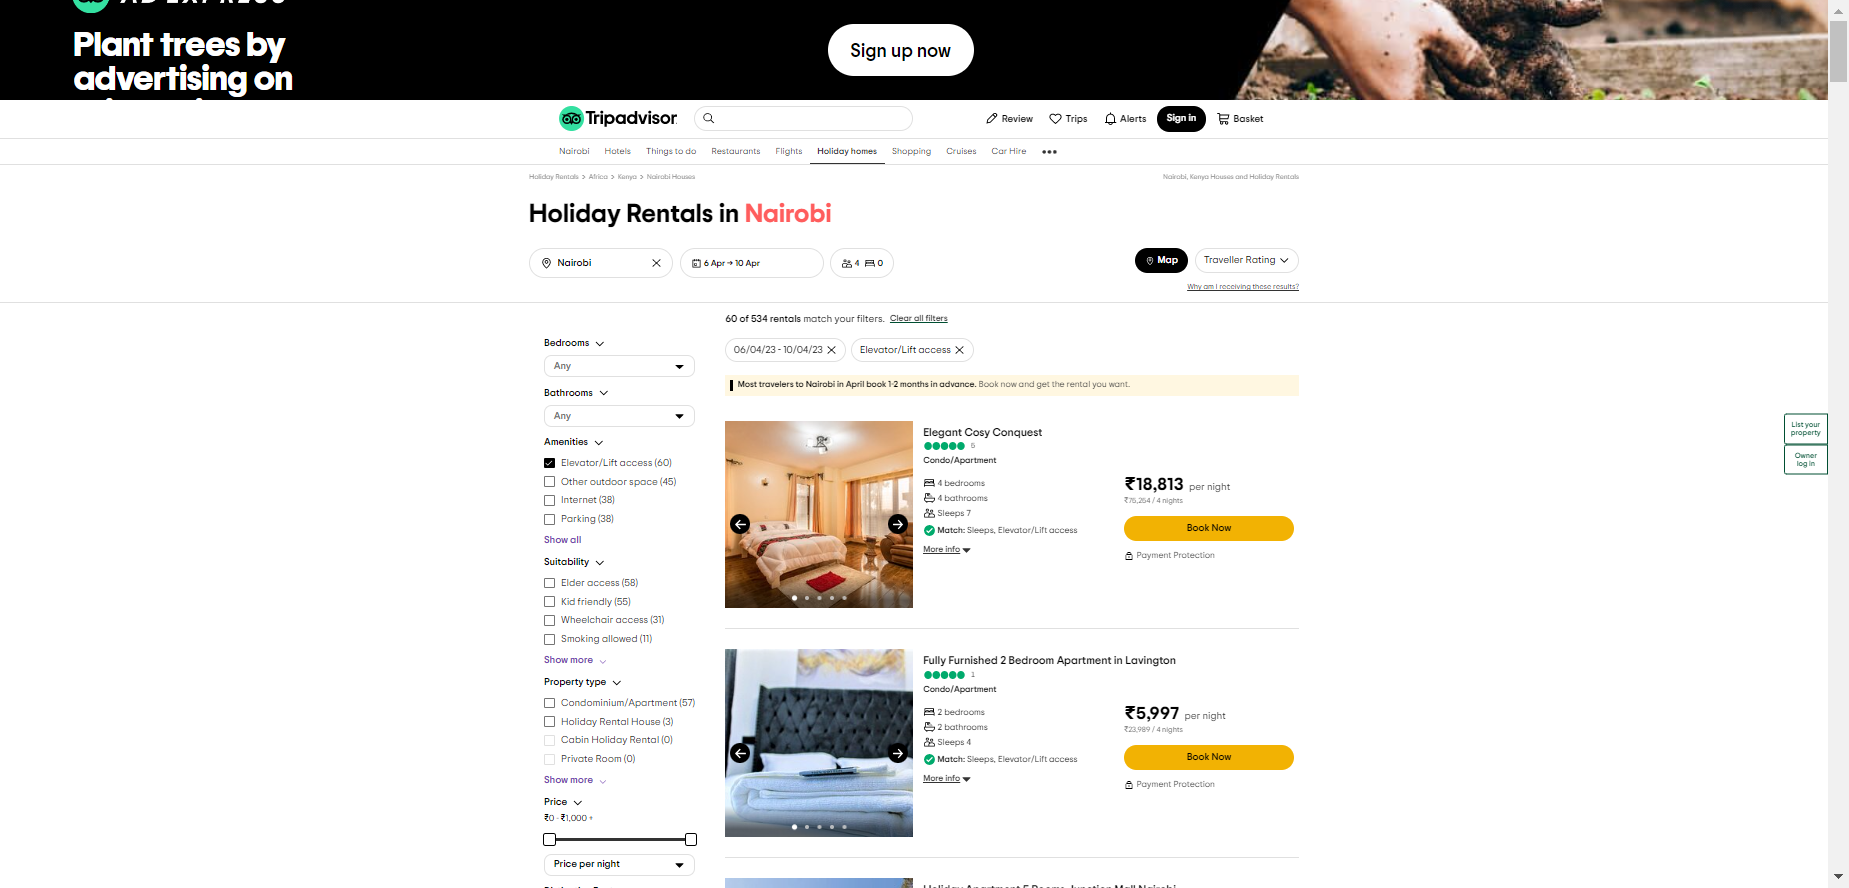 Plant trees by
advertising on
Sign up now
Tripadvisor
Review
Trips
Alerts
Sign in
Basket
Nairobi
Hotels
Things to do
Restaurants
Flights
Holiday homes
Shopping
Cruises
Car Hire
Holiday Rentals > Africa > Kenya > Nairobi Houses
Nairobi, Kenya Houses and Holiday Rentals
Holiday Rentals in Nairobi
Nairobi
6 Apr → 10 Apr
4 0
Map
Traveller Rating
Why am I receiving these results?
60 of 534 rentals match your filters. Clear all filters
06/04/23 - 10/04/23
Elevator/Lift access
Most travelers to Nairobi in April book 1-2 months in advance. Book now and get the rental you want.
Bedrooms
Any
Bathrooms
Any
Amenities
Elevator/Lift access (60)
Other outdoor space (45)
Internet (38)
Parking (38)
Show all
Suitability
Elder access (58)
Kid friendly (55)
Wheelchair access (31)
Smoking allowed (11)
Show more
Property type
Condominium/Apartment (57)
Holiday Rental House (3)
Cabin Holiday Rental (0)
Private Room (0)
Show more
Price
₹0 - ₹1,000 +
Price per night
Elegant Cosy Conquest
5
Condo/Apartment
4 bedrooms
4 bathrooms
Sleeps 7
Match: Sleeps, Elevator/Lift access
More info
₹18,813 per night
₹75,254 / 4 nights
Book Now
Payment Protection
Fully Furnished 2 Bedroom Apartment in Lavington
1
Condo/Apartment
2 bedrooms
2 bathrooms
Sleeps 4
Match: Sleeps, Elevator/Lift access
More info
₹5,997 per night
₹23,989 / 4 nights
Book Now
Payment Protection
List your
property
Owner
log in